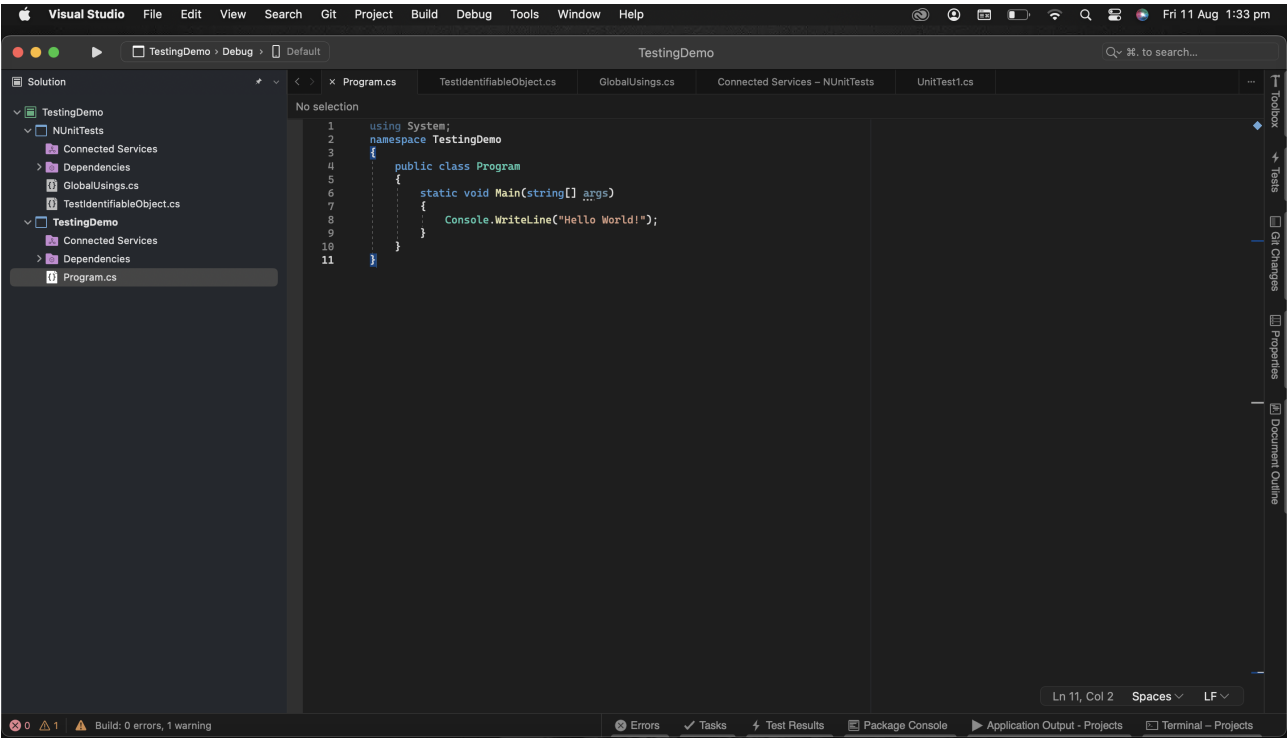 Visual Studio File Edit View Search Git Project Build Debug Tools Window Help Fri 11 Aug 1:33 pm
TestingDemo › Debug › Default TestingDemo ⌘. to search...
Solution
× Program.cs TestIdentifiableObject.cs GlobalUsings.cs Connected Services – NUnitTests UnitTest1.cs ...
No selection
TestingDemo
NUnitTests
Connected Services
Dependencies
GlobalUsings.cs
TestIdentifiableObject.cs
TestingDemo
Connected Services
Dependencies
Program.cs
1 using System;
2 namespace TestingDemo
3 {
4 public class Program
5 {
6 static void Main(string[] args)
7 {
8 Console.WriteLine("Hello World!");
9 }
10 }
11 }
Toolbox
Tests
Git Changes
Properties
Document Outline
Ln 11, Col 2 Spaces LF
0 1 Build: 0 errors, 1 warning Errors Tasks Test Results Package Console Application Output - Projects Terminal – Projects